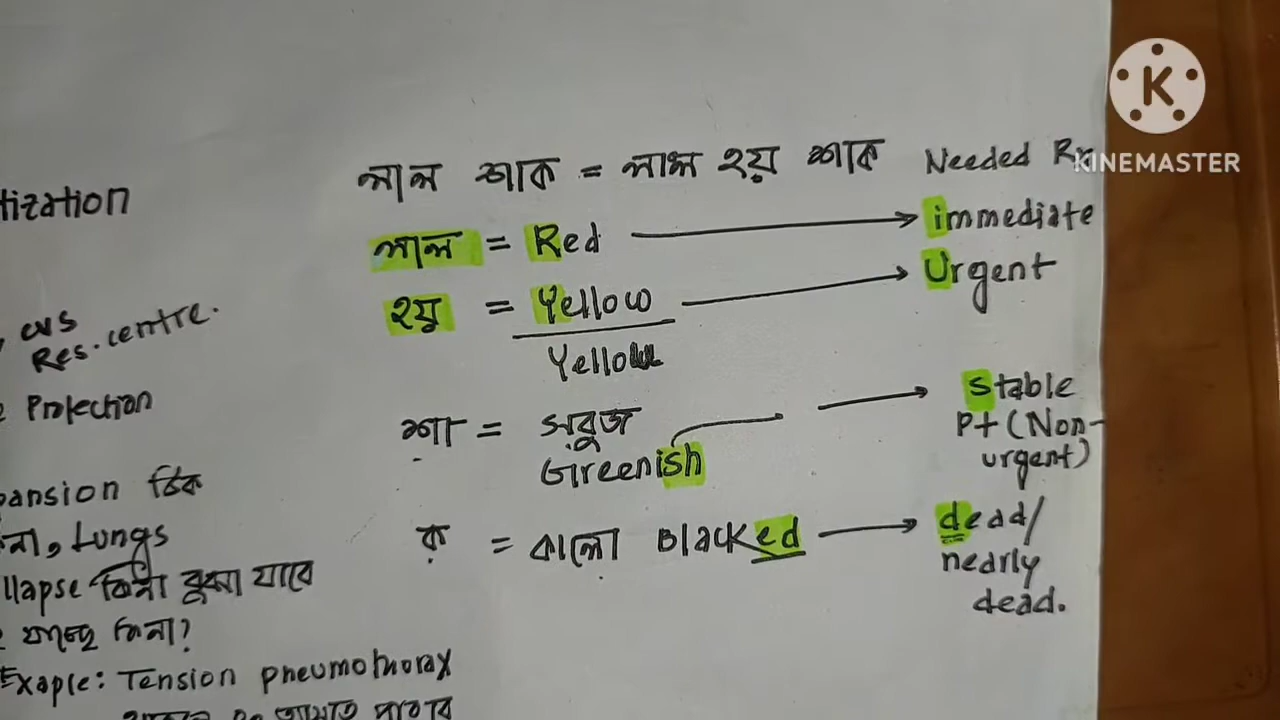 লাল শাক = লাল হয় শাক Needed Rx
লাল = Red → immediate
হয় = Yellow → Urgent
Yellow
শা = সবুজ → stable
Greenish
Pt (Non-
urgent)
ক = কালো Blacked → dead/
nearly
dead.
tization
, CVS
Res. centre.
Protection
pansion ঠিক
কিনা, Lungs
llapse কিনা বুঝা যাবে
যাচ্ছে কিনা?
Exaple: Tension pneumothorax
KINEMASTER